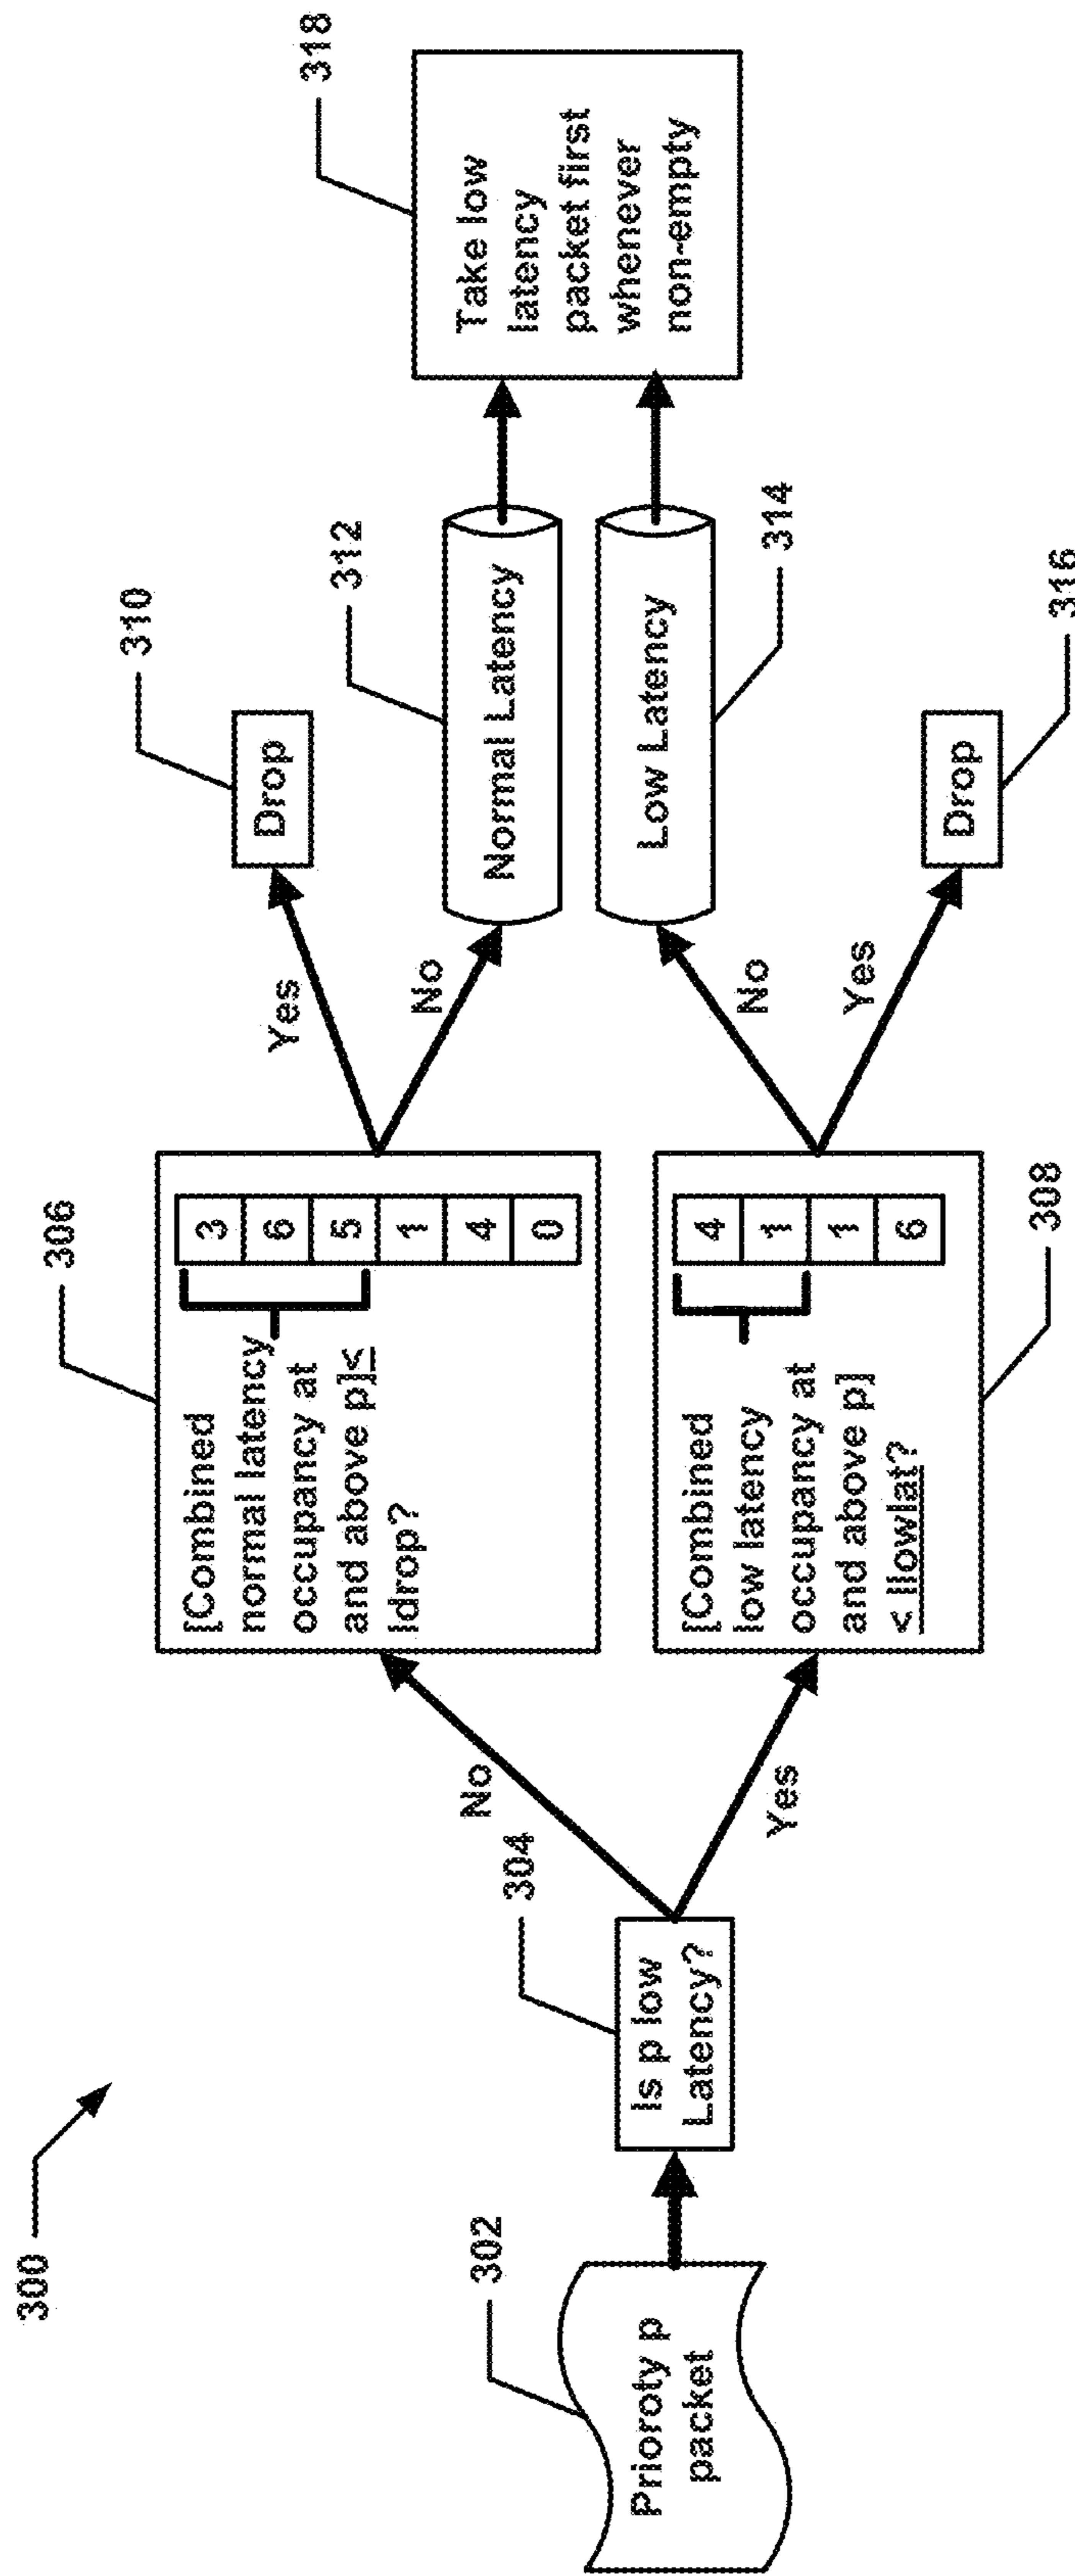 300
302
Prioroty p
packet
304
Is p low
Latency?
No
Yes
306
[Combined
normal latency
occupancy at
and above p]<
ldrop?
3
6
5
1
4
0
308
[Combined
low latency
occupancy at
and above p]
< llowlat?
4
1
1
6
Yes
No
No
Yes
310
Drop
312
Normal Latency
Low Latency
314
Drop
316
318
Take low
latency
packet first
whenever
non-empty